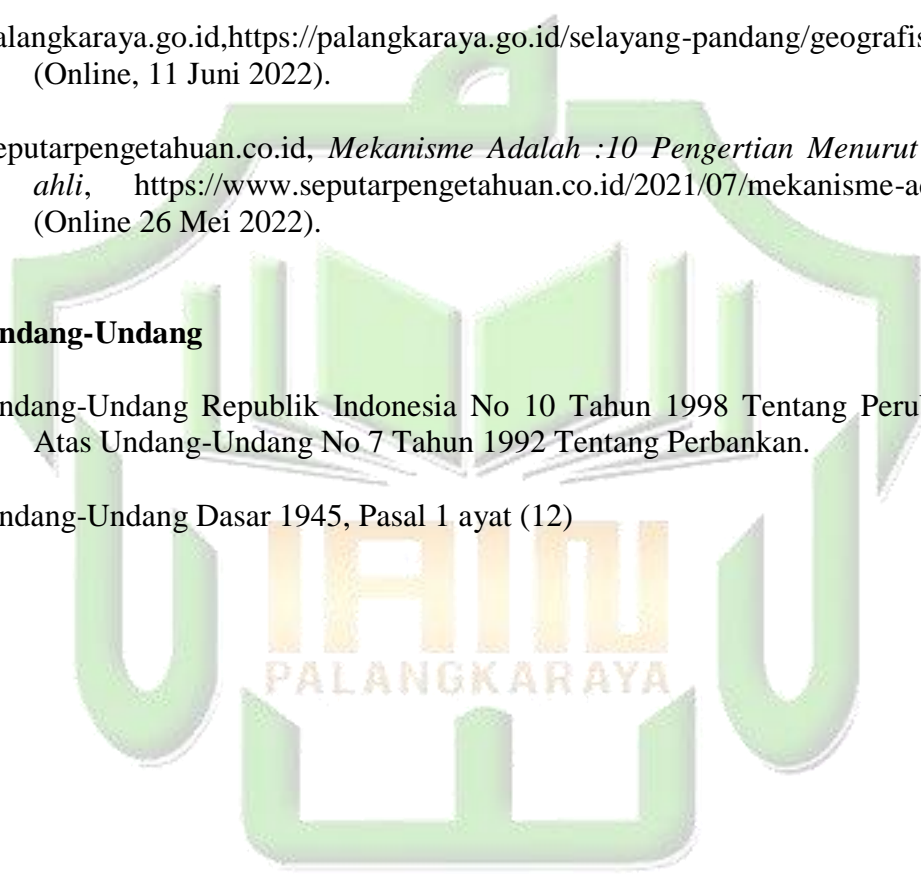 alangkaraya.go.id,https://palangkaraya.go.id/selayang-pandang/geografis
(Online, 11 Juni 2022).
eputarpengetahuan.co.id, Mekanisme Adalah :10 Pengertian Menurut
ahli, https://www.seputarpengetahuan.co.id/2021/07/mekanisme-a
(Online 26 Mei 2022).
ndang-Undang
ndang-Undang Republik Indonesia No 10 Tahun 1998 Tentang Peru
Atas Undang-Undang No 7 Tahun 1992 Tentang Perbankan.
ndang-Undang Dasar 1945, Pasal 1 ayat (12)
IAIN
PALANGKARAYA